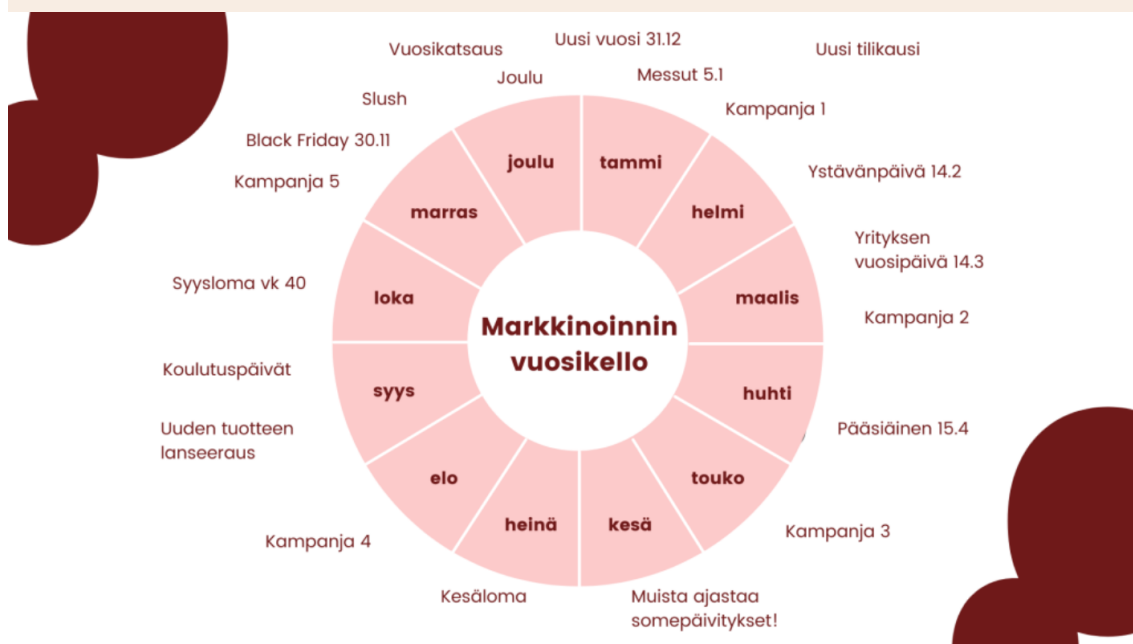 Uusi vuosi 31.12
Vuosikatsaus
Uusi tilikausi
Joulu
Messut 5.1
Slush
Kampanja 1
Black Friday 30.11
joulu
tammi
Ystävänpäivä 14.2
Kampanja 5
marras
helmi
Yrityksen
vuosipäivä 14.3
Syysloma vk 40
loka
maalis
Kampanja 2
Markkinoinnin
vuosikello
Koulutuspäivät
syys
huhti
Uuden tuotteen
lanseeraus
Pääsiäinen 15.4
elo
touko
heinä
kesä
Kampanja 4
Kampanja 3
Kesäloma
Muista ajastaa
somepäivitykset!